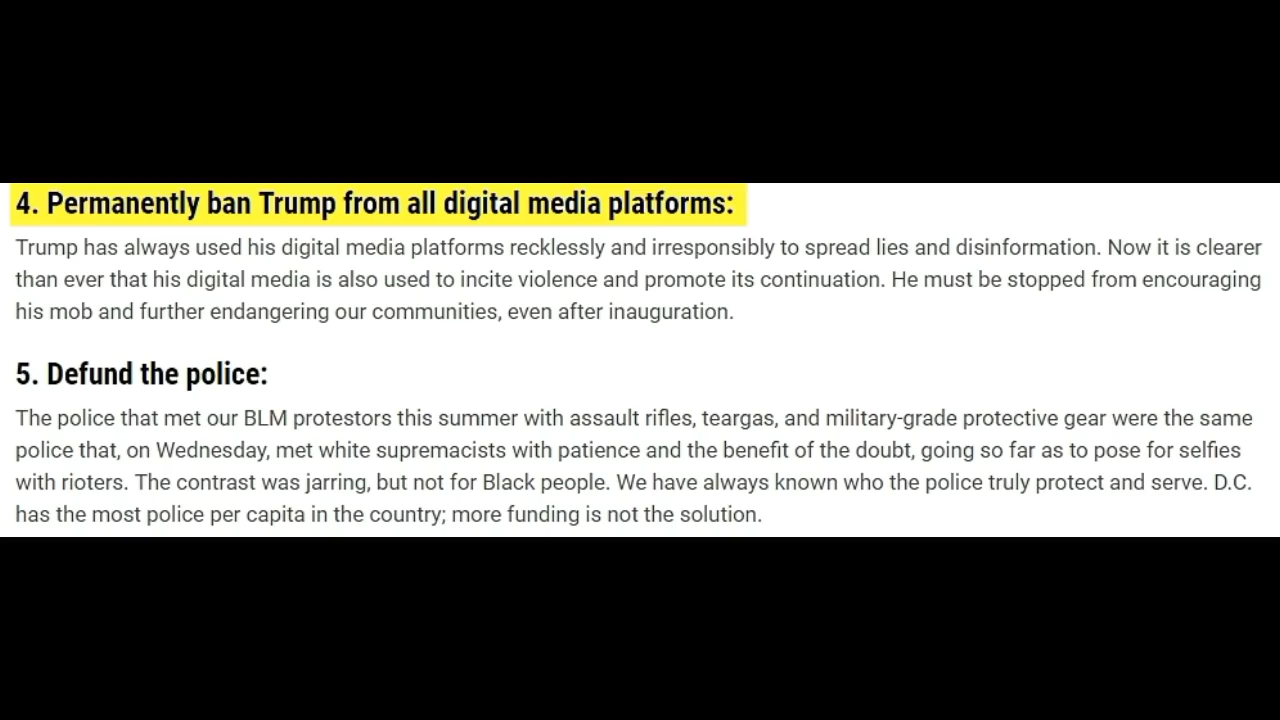 4. Permanently ban Trump from all digital media platforms:
Trump has always used his digital media platforms recklessly and irresponsibly to spread lies and disinformation. Now it is clearer
than ever that his digital media is also used to incite violence and promote its continuation. He must be stopped from encouraging
his mob and further endangering our communities, even after inauguration.
5. Defund the police:
The police that met our BLM protestors this summer with assault rifles, teargas, and military-grade protective gear were the same
police that, on Wednesday, met white supremacists with patience and the benefit of the doubt, going so far as to pose for selfies
with rioters. The contrast was jarring, but not for Black people. We have always known who the police truly protect and serve. D.C.
has the most police per capita in the country; more funding is not the solution.